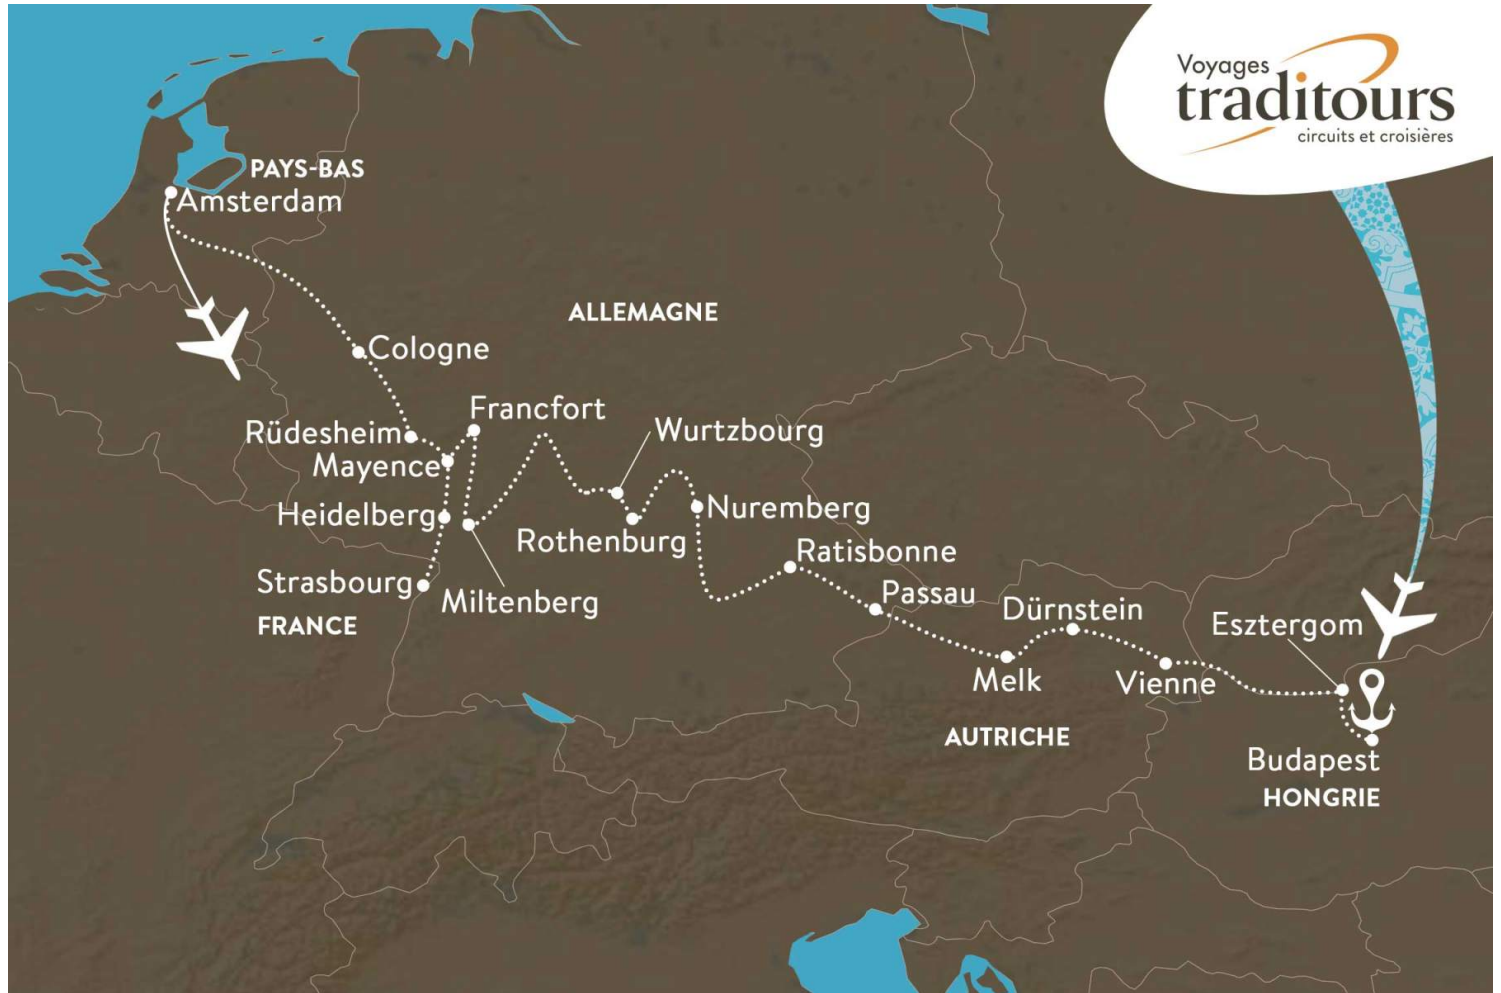 Voyages
traditours
circuits et croisières
PAYS-BAS
Amsterdam
ALLEMAGNE
Cologne
Francfort
Rüdesheim
Wurtzbourg
Mayence
Heidelberg
Nuremberg
Rothenburg
Ratisbonne
Strasbourg
Passau
Miltenberg
Dürnstein
FRANCE
Esztergom
Melk
Vienne
AUTRICHE
Budapest
HONGRIE